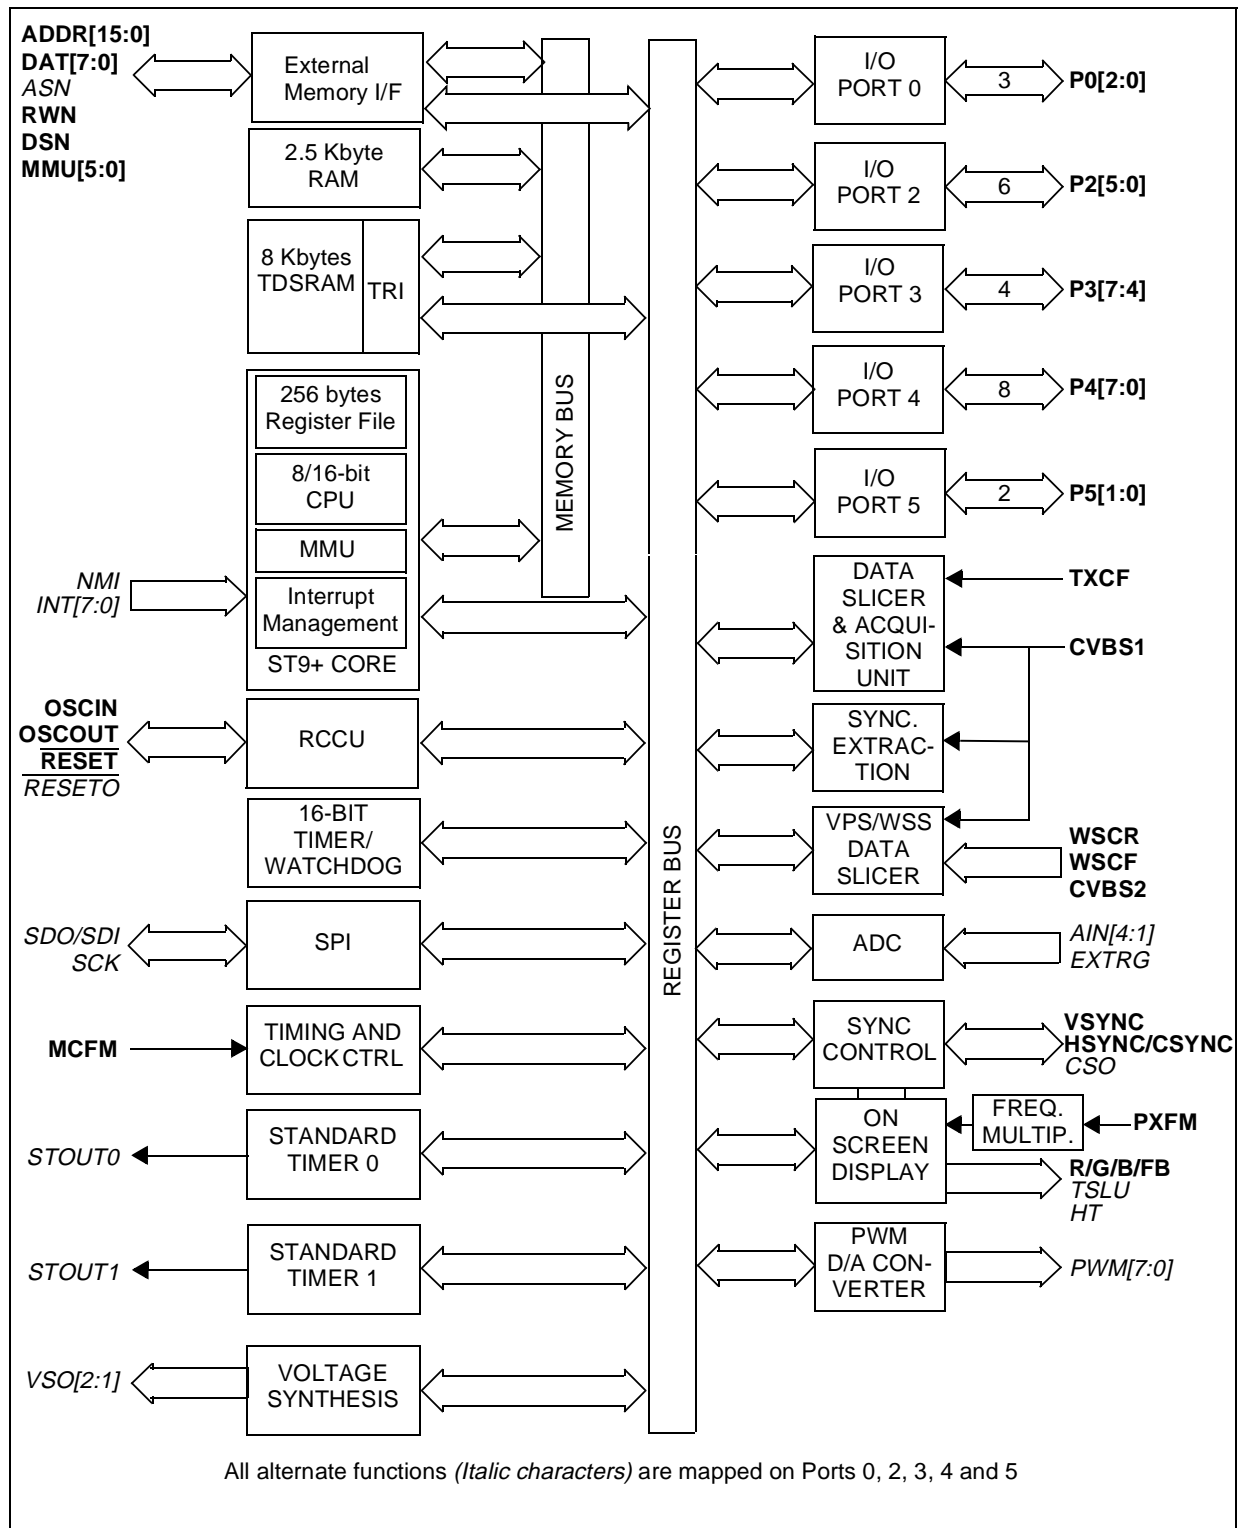 ADDR[15:0]
DAT[7:0]
ASN
RWN
DSN
MMU[5:0]
External
Memory I/F
2.5 Kbyte
RAM
8 Kbytes
TDSRAM
TRI
256 bytes
Register File
8/16-bit
CPU
MMU
Interrupt
Management
ST9+ CORE
NMI
INT[7:0]
OSCIN
OSCOUT
RESET
RESETO
RCCU
16-BIT
TIMER/
WATCHDOG
SDO/SDI
SCK
SPI
MCFM
TIMING AND
CLOCK CTRL
STOUT0
STANDARD
TIMER 0
STOUT1
STANDARD
TIMER 1
VSO[2:1]
VOLTAGE
SYNTHESIS
MEMORY BUS
REGISTER BUS
I/O
PORT 0
3
P0[2:0]
I/O
PORT 2
6
P2[5:0]
I/O
PORT 3
4
P3[7:4]
I/O
PORT 4
8
P4[7:0]
I/O
PORT 5
2
P5[1:0]
DATA
SLICER
& ACQUI-
SITION
UNIT
TXCF
CVBS1
SYNC.
EXTRAC-
TION
VPS/WSS
DATA
SLICER
WSCR
WSCF
CVBS2
ADC
AIN[4:1]
EXTRG
SYNC
CONTROL
VSYNC
HSYNC/CSYNC
CSO
ON
SCREEN
DISPLAY
FREQ.
MULTIP.
PXFM
R/G/B/FB
TSLU
HT
PWM
D/A CON-
VERTER
PWM[7:0]
All alternate functions (Italic characters) are mapped on Ports 0, 2, 3, 4 and 5